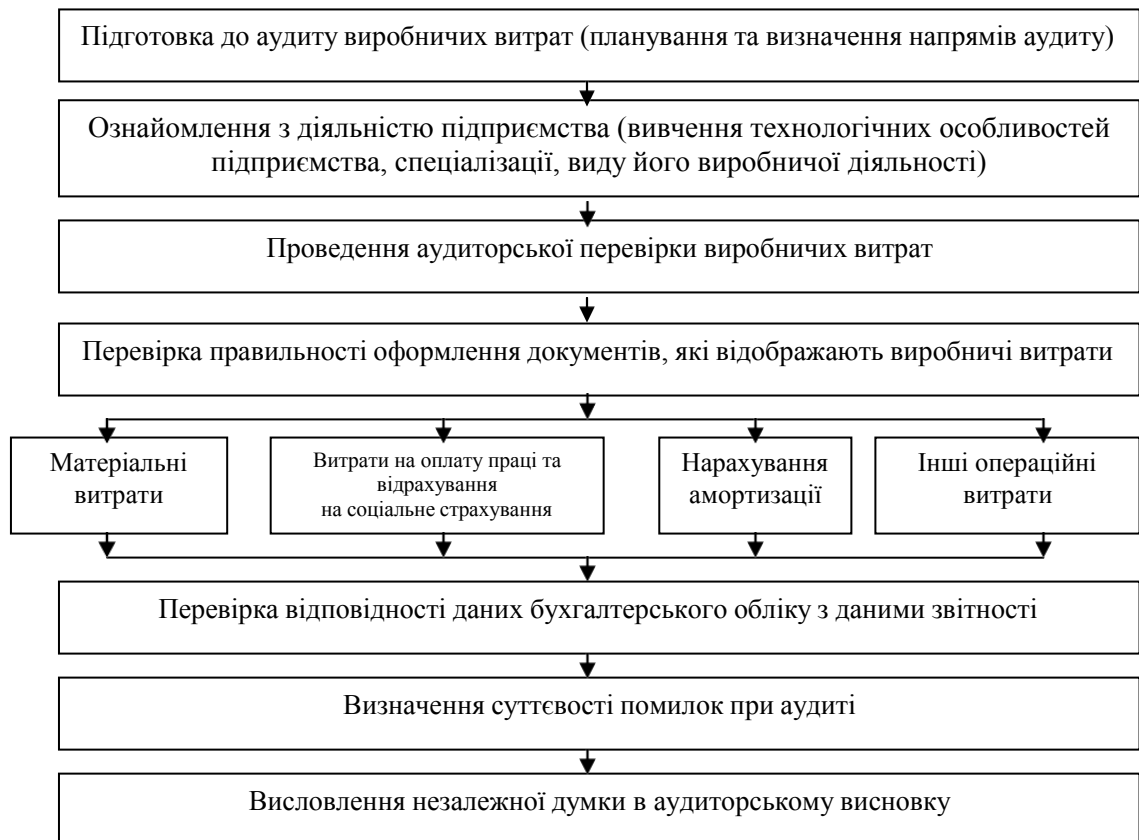 Підготовка до аудиту виробничих витрат (планування та визначення напрямів аудиту)
Ознайомлення з діяльністю підприємства (вивчення технологічних особливостей
підприємства, спеціалізації, виду його виробничої діяльності)
Проведення аудиторської перевірки виробничих витрат
Перевірка правильності оформлення документів, які відображають виробничі витрати
Матеріальні
витрати
Витрати на оплату праці та
відрахування
на соціальне страхування
Нарахування
амортизації
Інші операційні
витрати
Перевірка відповідності даних бухгалтерського обліку з даними звітності
Визначення суттєвості помилок при аудиті
Висловлення незалежної думки в аудиторському висновку